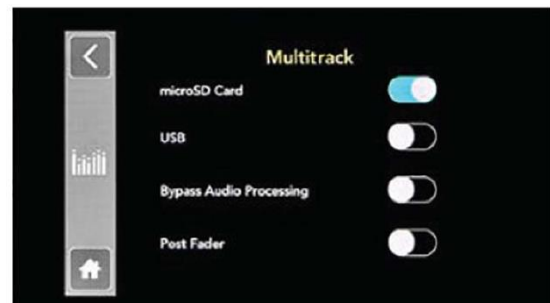 Multitrack
microSD Card
USB
Bypass Audio Processing
Post Fader